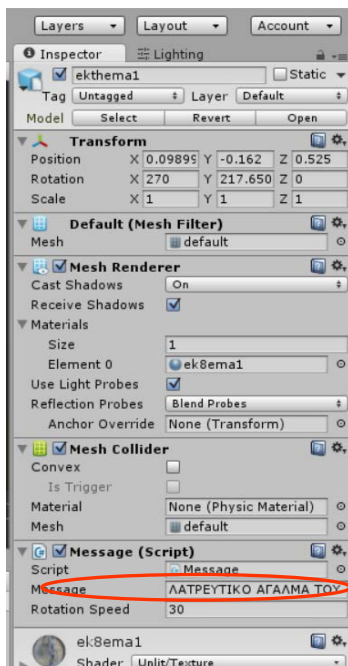 Layers Layout Account
Inspector Lighting
ekthema1 Static
Tag Untagged Layer Default
Model Select Revert Open
Transform
Position X 0.09899 Y -0.162 Z 0.525
Rotation X 270 Y 217.650 Z 0
Scale X 1 Y 1 Z 1
Default (Mesh Filter)
Mesh default
Mesh Renderer
Cast Shadows On
Receive Shadows
Materials
Size 1
Element 0 ek8ema1
Use Light Probes
Reflection Probes Blend Probes
Anchor Override None (Transform)
Mesh Collider
Convex
Is Trigger
Material None (Physic Material)
Mesh default
Message (Script)
Script Message
Message ΛΑΤΡΕΥΤΙΚΟ ΑΓΑΛΜΑ ΤΟΥ
Rotation Speed 30
ek8ema1
Shader Unlit/Texture